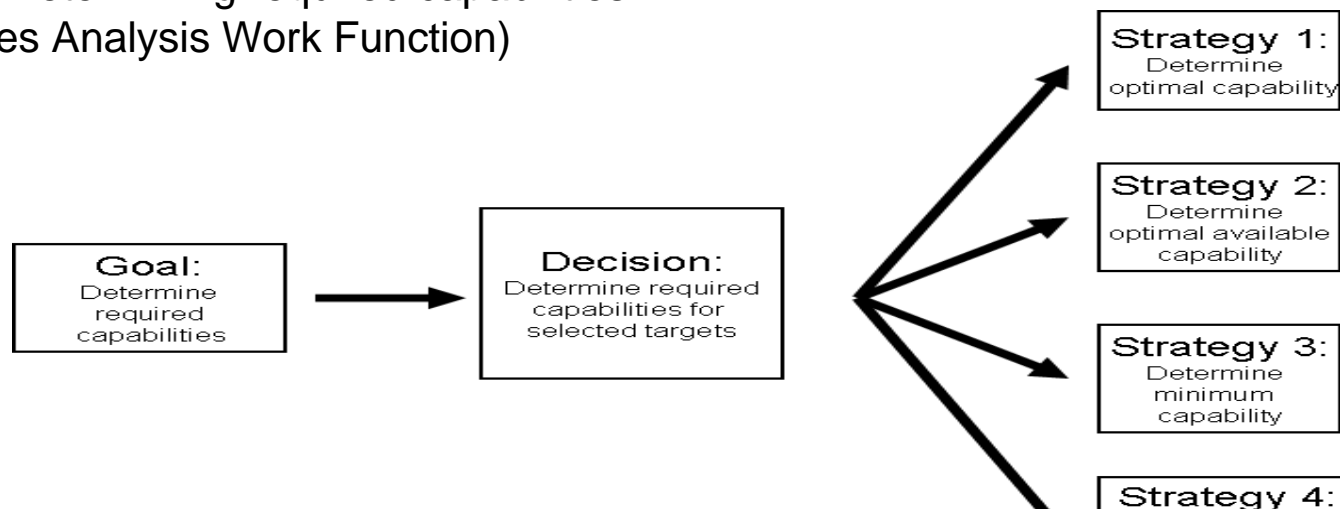 es Analysis Work Function)
Goal:
Determine
required
capabilities
Decision:
Determine required
capabilities for
selected targets
Strategy 1:
Determine
optimal capability
Strategy 2:
Determine
optimal available
capability
Strategy 3:
Determine
minimum
capability
Strategy 4: